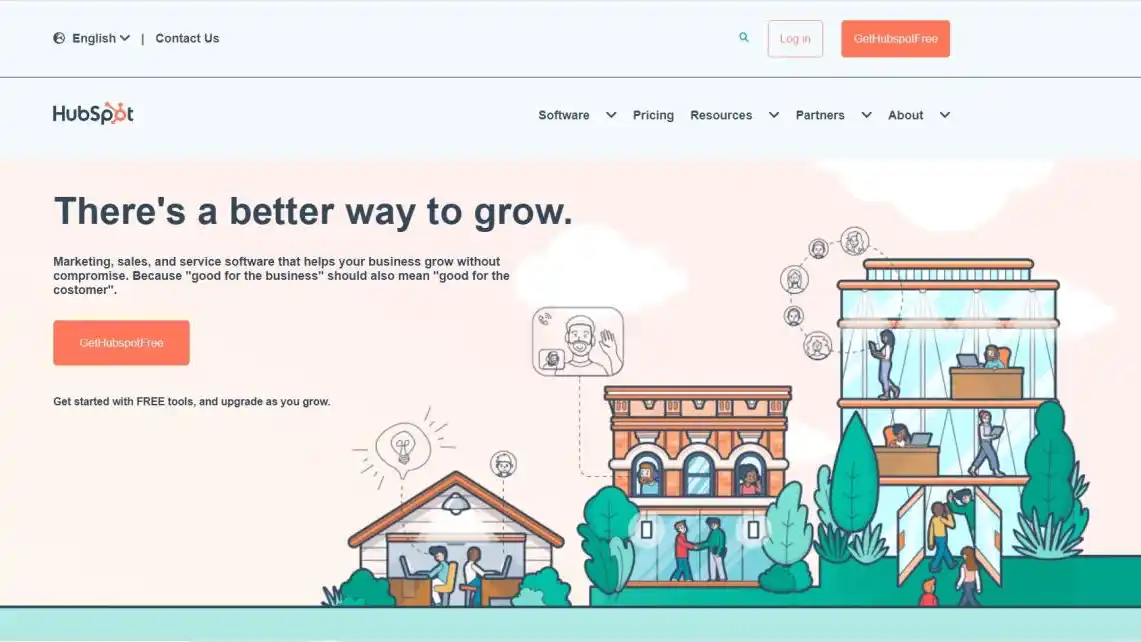 English | Contact Us
Log in
GetHubspotFree
HubSpot
Software Pricing Resources Partners About
There's a better way to grow.
Marketing, sales, and service software that helps your business grow without
compromise. Because "good for the business" should also mean "good for the
costomer".
GetHubspotFree
Get started with FREE tools, and upgrade as you grow.